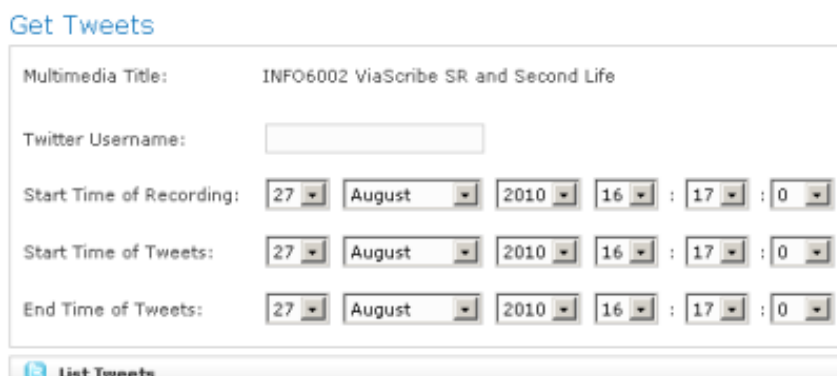 Get Tweets
Multimedia Title: INFO6002 ViaScribe SR and Second Life
Twitter Username:
Start Time of Recording: 27 August 2010 16 : 17 : 0
Start Time of Tweets: 27 August 2010 16 : 17 : 0
End Time of Tweets: 27 August 2010 16 : 17 : 0
List Tweets